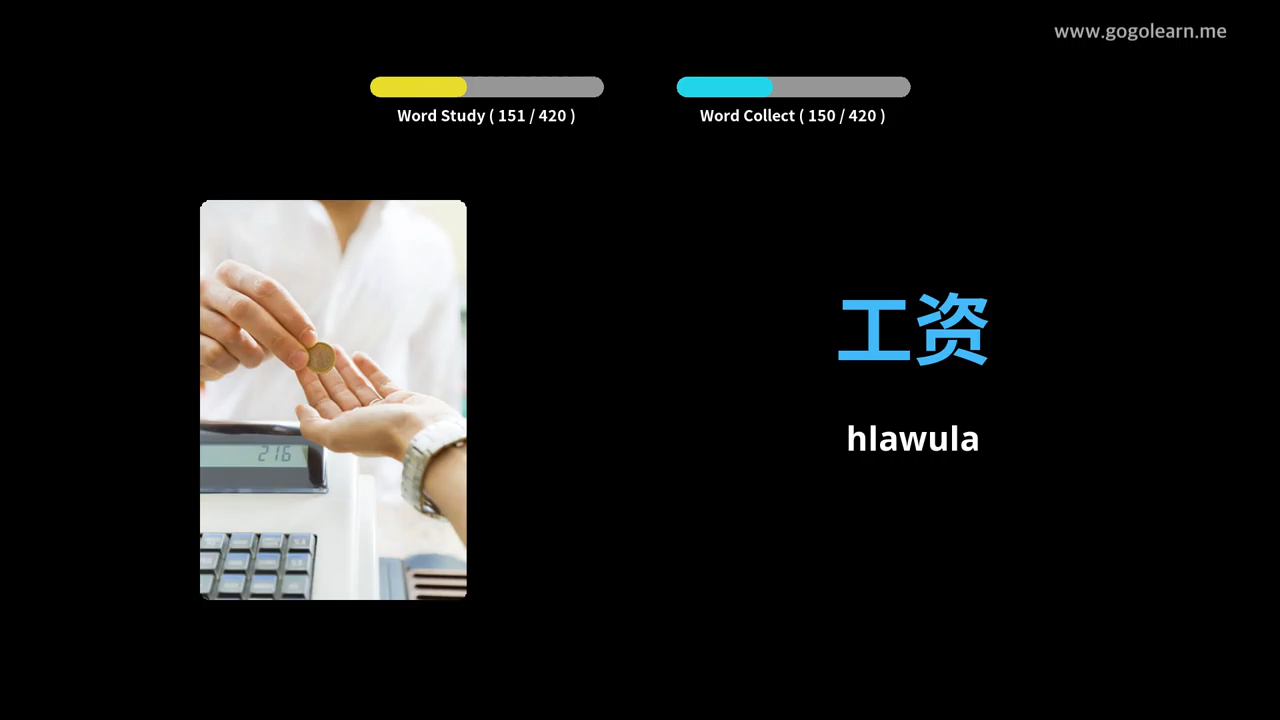 www.gogolearn.me
Word Study ( 151 / 420 )
Word Collect ( 150 / 420 )
工资
hlawula
216